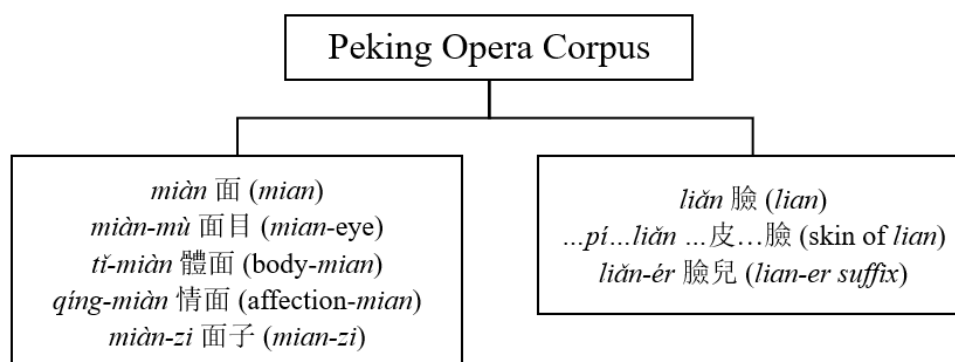 Peking Opera Corpus
miàn 面 (mian)
miàn-mù 面目 (mian-eye)
tǐ-miàn 體面 (body-mian)
qíng-miàn 情面 (affection-mian)
miàn-zi 面子 (mian-zi)
liǎn 臉 (lian)
...pí...liǎn ...皮...臉 (skin of lian)
liǎn-ér 臉兒 (lian-er suffix)